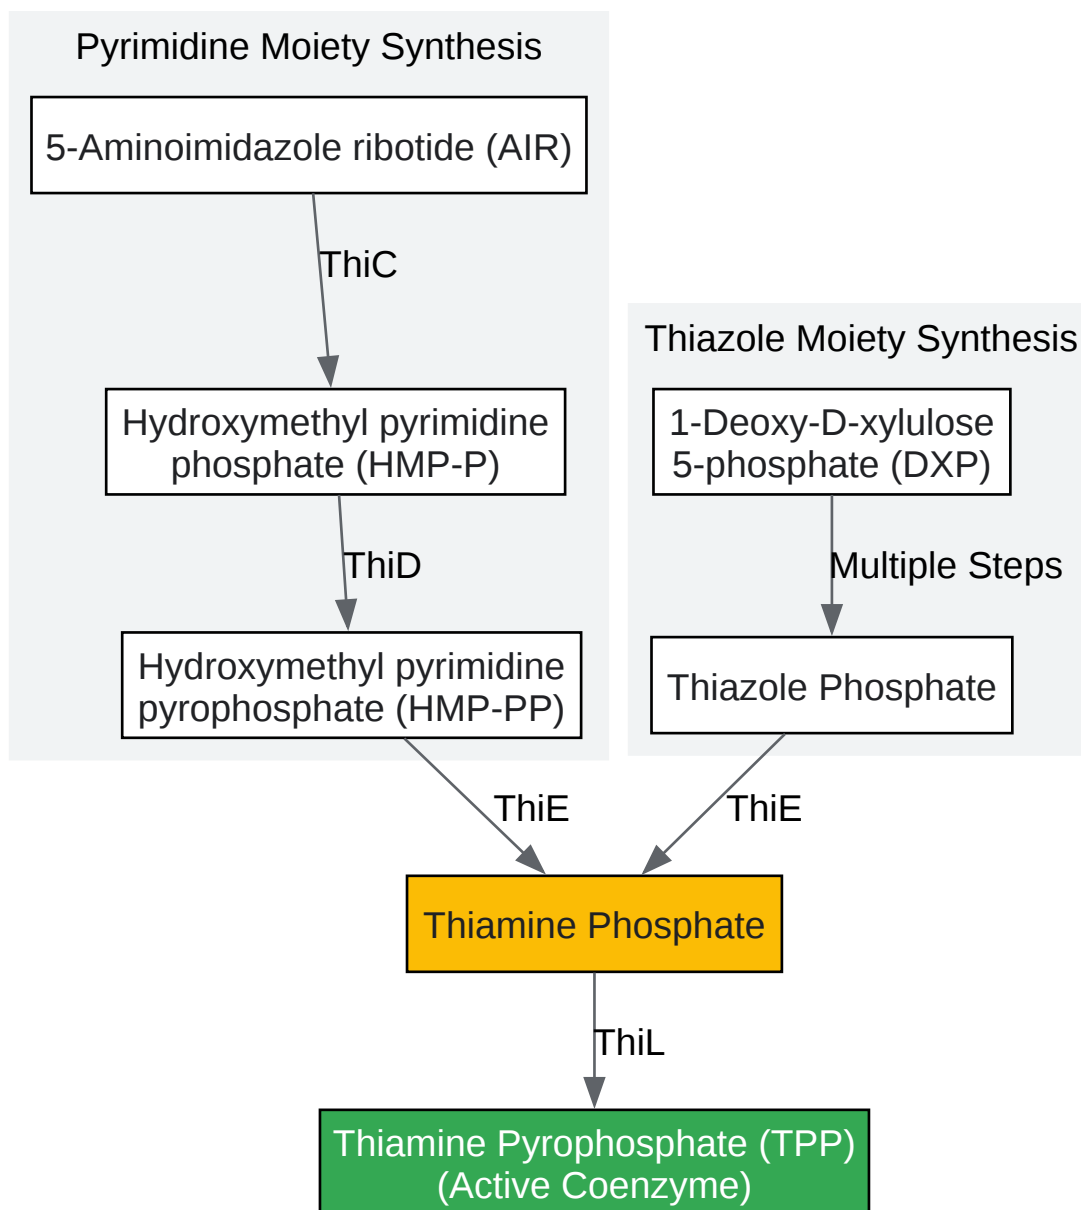 Pyrimidine Moiety Synthesis
5-Aminoimidazole ribotide (AIR)
ThiC
Hydroxymethyl pyrimidine
phosphate (HMP-P)
ThiD
Hydroxymethyl pyrimidine
pyrophosphate (HMP-PP)
Thiazole Moiety Synthesis
1-Deoxy-D-xylulose
5-phosphate (DXP)
Multiple Steps
Thiazole Phosphate
ThiE
ThiE
Thiamine Phosphate
ThiL
Thiamine Pyrophosphate (TPP)
(Active Coenzyme)